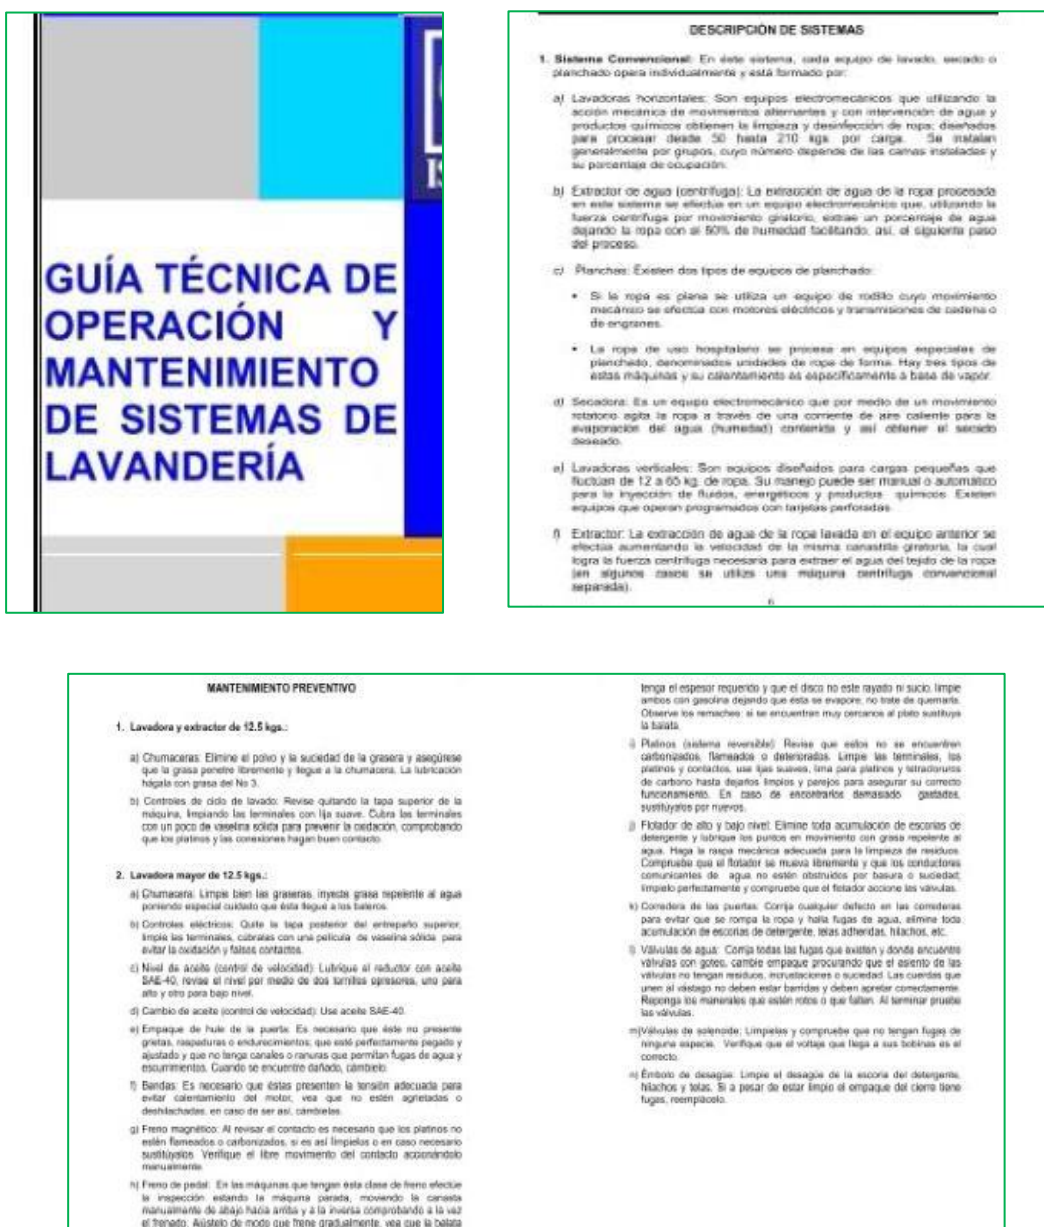 GUÍA TÉCNICA DE
OPERACIÓN Y
MANTENIMIENTO
DE SISTEMAS DE
LAVANDERÍA
DESCRIPCIÓN DE SISTEMAS
1. Sistema Convencional: En éste sistema, cada equipo de lavado, secado o
planchado opera individualmente y está formado por:
a) Lavadoras horizontales: Son equipos electromecánicos que utilizando la
acción mecánica de movimientos alternantes y con intervención de agua y
productos químicos obtienen la limpieza y desinfección de ropa; diseñados
para procesar desde 50 hasta 210 kgs. por carga. Se instalan
generalmente por grupos, cuyo número depende de las camas instaladas y
su porcentaje de ocupación.
b) Extractor de agua (centrífuga): La extracción de agua de la ropa procesada
en este sistema se efectúa en un equipo electromecánico que, utilizando la
fuerza centrífuga por movimiento giratorio, extrae un porcentaje de agua
dejando la ropa con el 50% de humedad facilitando, así, el siguiente paso
del proceso.
c) Planchas: Existen dos tipos de equipos de planchado:
• Si la ropa es plana se utiliza un equipo de rodillo cuyo movimiento
mecánico se efectúa con motores eléctricos y transmisiones de cadena o
de engranes.
• La ropa de uso hospitalario se procesa en equipos especiales de
planchado, denominados unidades de ropa de forma. Hay tres tipos de
estas máquinas y su calentamiento es específicamente a base de vapor.
d) Secadora: Es un equipo electromecánico que por medio de un movimiento
rotatorio agita la ropa a través de una corriente de aire caliente para la
evaporación del agua (humedad) contenida y así obtener el secado
deseado.
e) Lavadoras verticales: Son equipos diseñados para cargas pequeñas que
fluctúan de 12 a 65 kg. de ropa. Su manejo puede ser manual o automático
para la inyección de fluidos, energéticos y productos químicos. Existen
equipos que operan programados con tarjetas perforadas.
f) Extractor: La extracción de agua de la ropa lavada en el equipo anterior se
efectúa aumentando la velocidad de la misma canastilla giratoria, la cual
logra la fuerza centrífuga necesaria para extraer el agua del tejido de la ropa
(en algunos casos se utiliza una máquina centrífuga convencional
separada).
6
MANTENIMIENTO PREVENTIVO
1. Lavadora y extractor de 12.5 kgs.:
a) Chumaceras: Elimine el polvo y la suciedad de la grasera y asegúrese
que la grasa penetre libremente y llegue a la chumacera. La lubricación
hágala con grasa del No 3.
b) Controles de ciclo de lavado: Revise quitando la tapa superior de la
máquina, limpiando las terminales con lija suave. Cubra las terminales
con un poco de vaselina sólida para prevenir la oxidación, comprobando
que los platinos y las conexiones hagan buen contacto.
2. Lavadora mayor de 12.5 kgs.:
a) Chumacera: Limpie bien las graseras, inyecte grasa repelente al agua
poniendo especial cuidado que ésta llegue a los baleros.
b) Controles eléctricos: Quite la tapa posterior del entrepaño superior,
limpie las terminales, cúbralas con una película de vaselina sólida para
evitar la oxidación y falsos contactos.
c) Nivel de aceite (control de velocidad): Lubrique el reductor con aceite
SAE-40, revise el nivel por medio de dos tornillos opresores, uno para
alto y otro para bajo nivel.
d) Cambio de aceite (control de velocidad): Use aceite SAE-40.
e) Empaque de hule de la puerta: Es necesario que éste no presente
grietas, raspaduras o endurecimientos; que esté perfectamente pegado y
ajustado y que no tenga canales o ranuras que permitan fugas de agua y
escurrimientos. Cuando se encuentre dañado, cámbielo.
f) Bandas: Es necesario que éstas presenten la tensión adecuada para
evitar calentamiento del motor, vea que no estén agrietadas o
deshilachadas, en caso de ser así, cámbielas.
g) Freno magnético: Al revisar el contacto es necesario que los platinos no
estén flameados o carbonizados, si es así límpielos o en caso necesario
sustitúyalos. Verifique el libre movimiento del contacto accionándolo
manualmente.
h) Freno de pedal: En las máquinas que tengan ésta clase de freno efectúe
la inspección estando la máquina parada, moviendo la canasta
manualmente de abajo hacia arriba y a la inversa comprobando a la vez
el frenado. Ajústelo de modo que frene gradualmente, vea que la balata
tenga el espesor requerido y que el disco no este rayado ni sucio, limpie
ambos con gasolina dejando que ésta se evapore, no trate de quemarla.
Observe los remaches: si se encuentran muy cercanos al plato sustituya
la balata.
i) Platinos (sistema reversible): Revise que estos no se encuentren
carbonizados, flameados o deteriorados. Limpie las terminales, los
platinos y contactos, use lijas suaves, lima para platinos y tetracloruros
de carbono hasta dejarlos limpios y parejos para asegurar su correcto
funcionamiento. En caso de encontrarlos demasiado gastados,
sustitúyalos por nuevos.
j) Flotador de alto y bajo nivel: Elimine toda acumulación de escorias de
detergente y lubrique los puntos en movimiento con grasa repelente al
agua. Haga la raspa mecánica adecuada para la limpieza de residuos.
Compruebe que el flotador se mueva libremente y que los conductores
comunicantes de agua no estén obstruidos por basura o suciedad;
límpielo perfectamente y compruebe que el flotador accione las válvulas.
k) Corredera de las puertas: Corrija cualquier defecto en las correderas
para evitar que se rompa la ropa y halla fugas de agua, elimine toda
acumulación de escorias de detergente, telas adheridas, hilachos, etc.
l) Válvulas de agua: Corrija todas las fugas que existen y donde encuentre
válvulas con goteo, cambie empaque procurando que el asiento de las
válvulas no tengan residuos, incrustaciones o suciedad. Las cuerdas que
unen al vástago no deben estar barridas y deben apretar correctamente.
Reponga los manerales que estén rotos o que falten. Al terminar pruebe
las válvulas.
m)Válvulas de solenoide: Límpielas y compruebe que no tengan fugas de
ninguna especie. Verifique que el voltaje que llega a sus bobinas es el
correcto.
n) Émbolo de desagüe: Limpie el desagüe de la escoria del detergente,
hilachos y telas. Si a pesar de estar limpio el empaque del cierre tiene
fugas, reemplácelo.